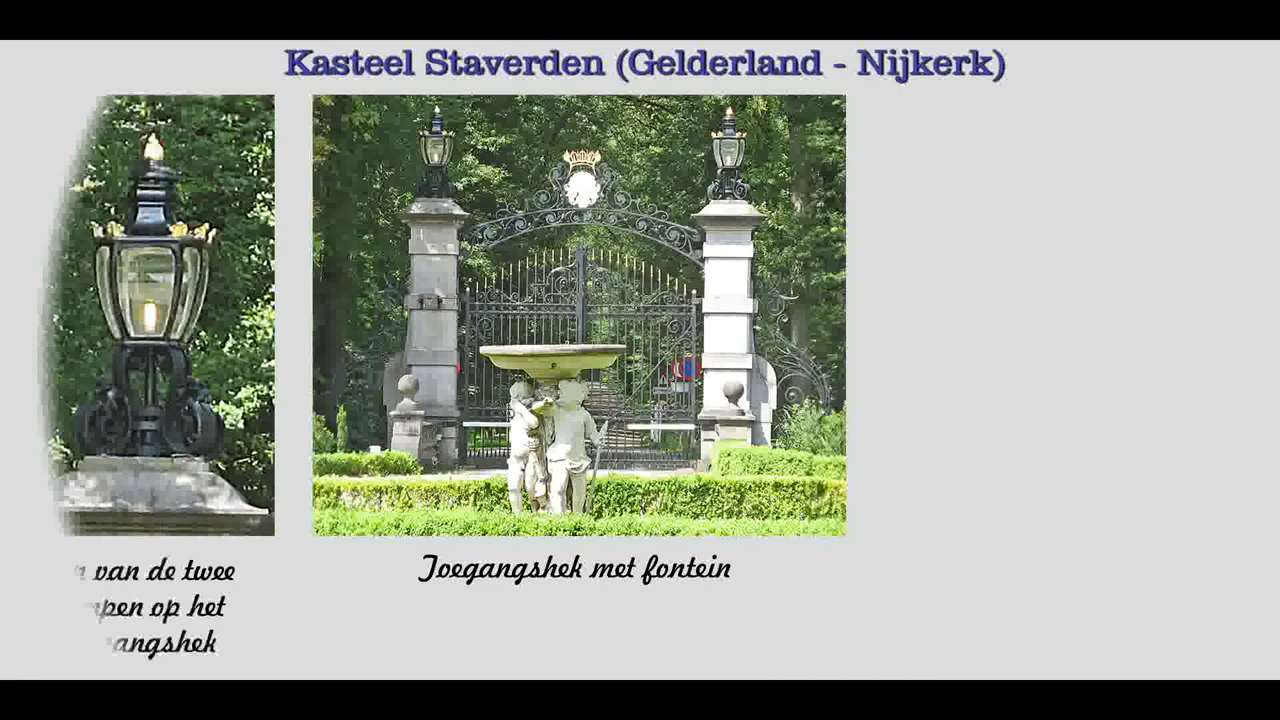 Kasteel Staverden (Gelderland - Nijkerk)
van de twee
op het
Toegangshek met fontein